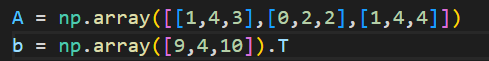 A = np.array([[1,4,3],[0,2,2],[1,4,4]])
b = np.array([9,4,10]).T